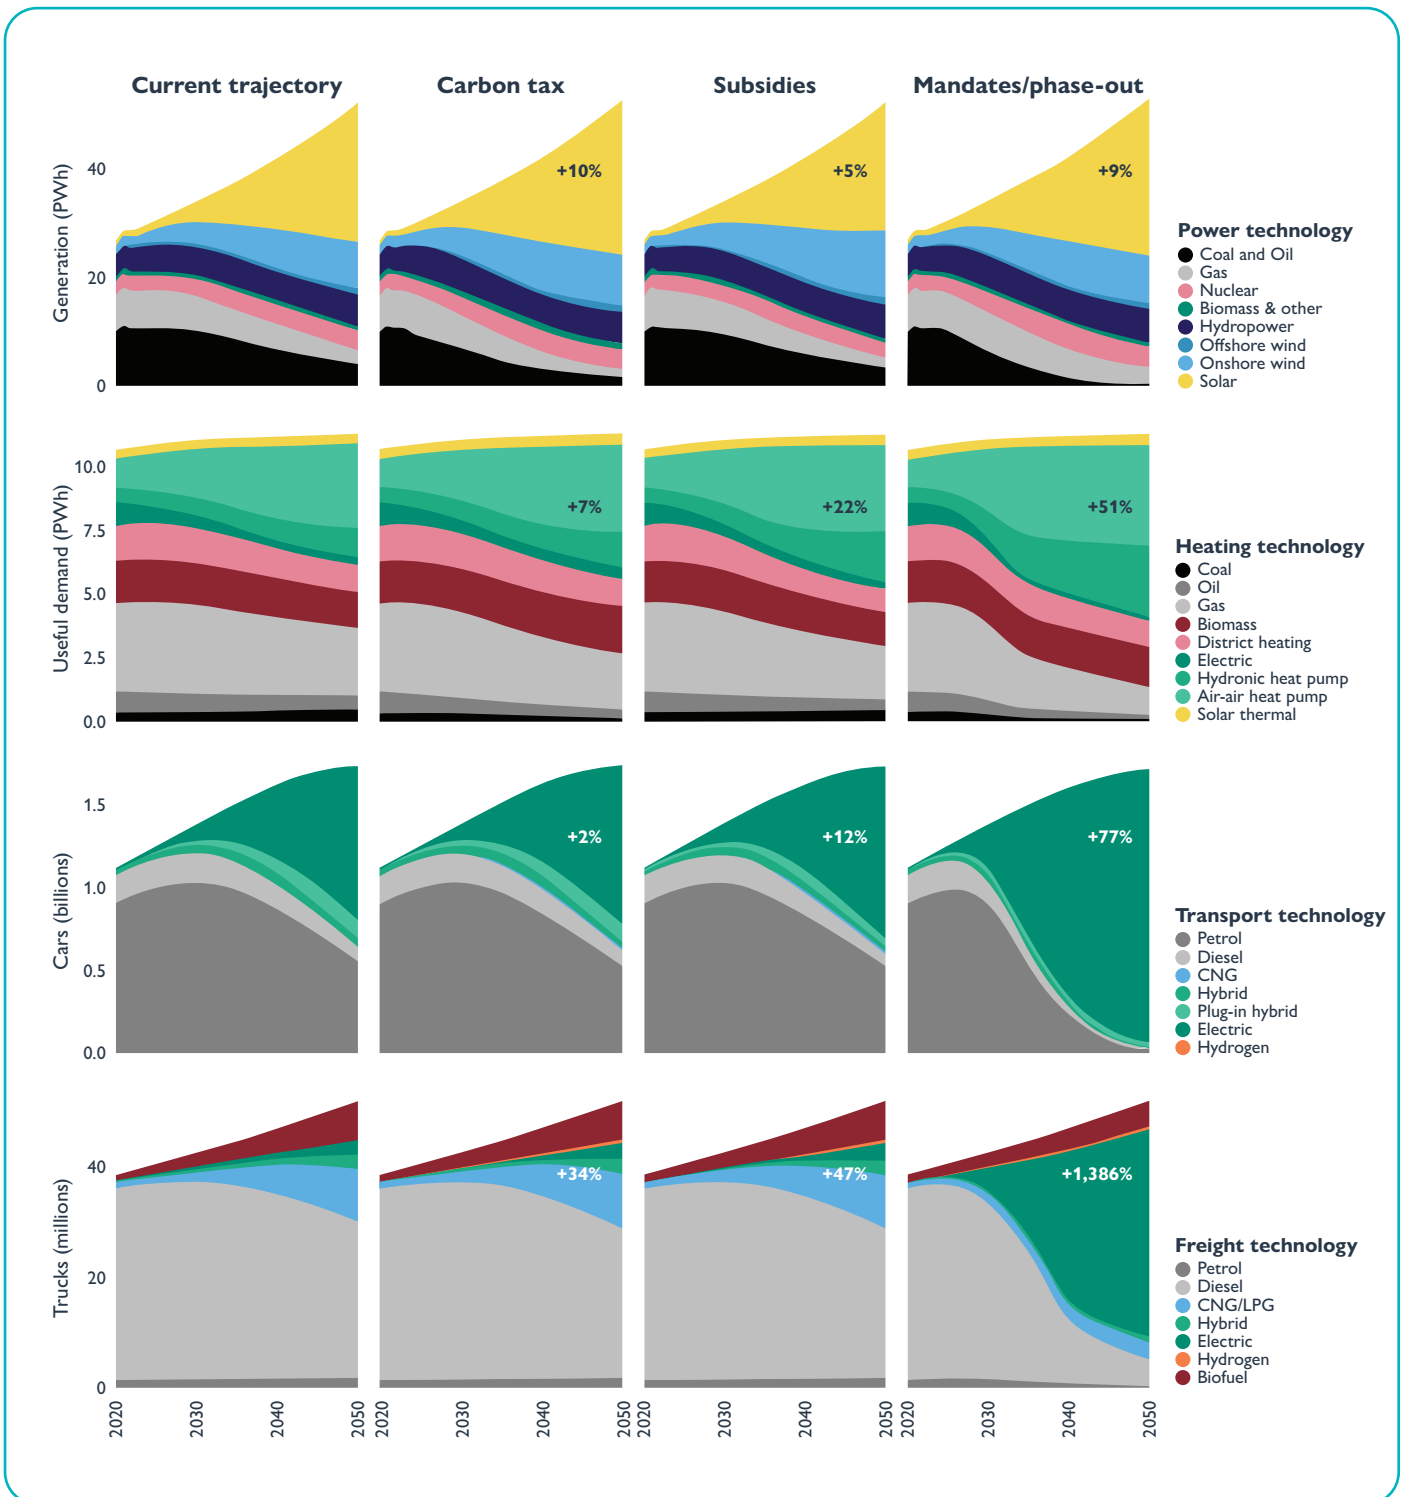 Current trajectory
Carbon tax
Subsidies
Mandates/phase-out
Generation (PWh)
40
20
0
+10%
+5%
+9%
Power technology
Coal and Oil
Gas
Nuclear
Biomass & other
Hydropower
Offshore wind
Onshore wind
Solar
Useful demand (PWh)
10.0
7.5
5.0
2.5
0.0
+7%
+22%
+51%
Heating technology
Coal
Oil
Gas
Biomass
District heating
Electric
Hydronic heat pump
Air-air heat pump
Solar thermal
Cars (billions)
1.5
1.0
0.5
0.0
+2%
+12%
+77%
Transport technology
Petrol
Diesel
CNG
Hybrid
Plug-in hybrid
Electric
Hydrogen
Trucks (millions)
40
20
0
+34%
+47%
+1,386%
Freight technology
Petrol
Diesel
CNG/LPG
Hybrid
Electric
Hydrogen
Biofuel
2020
2030
2040
2050
2020
2030
2040
2050
2020
2030
2040
2050
2020
2030
2040
2050